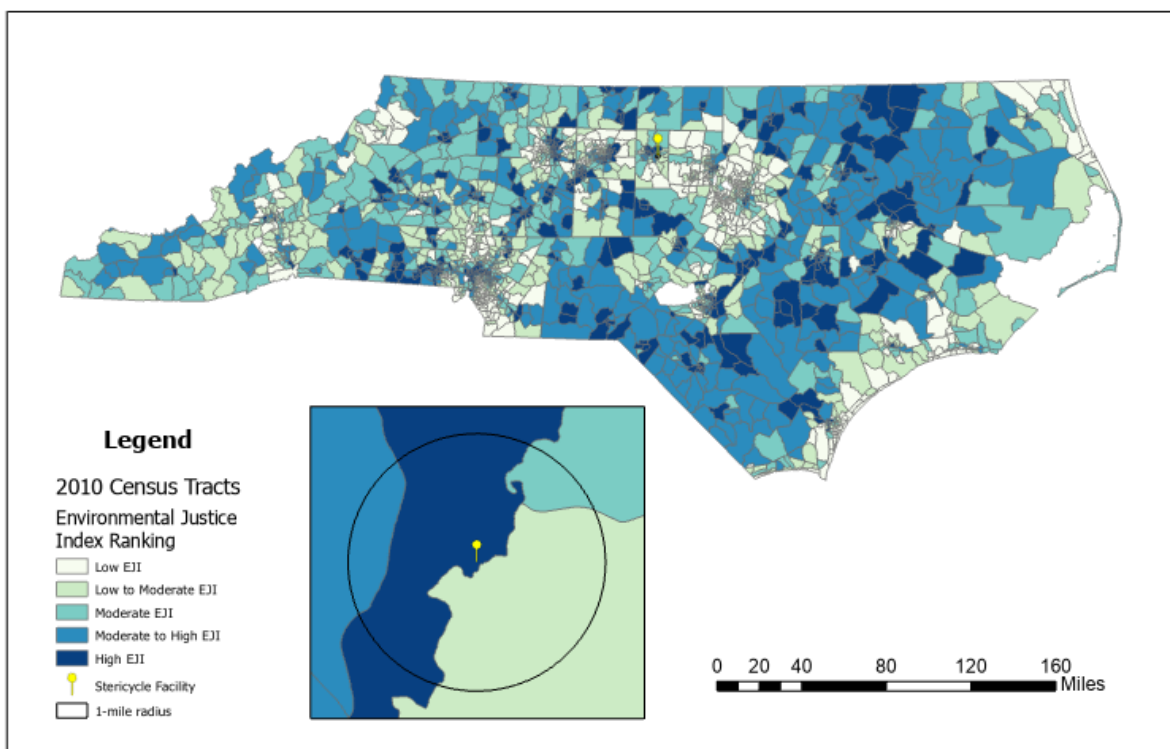 Legend
2010 Census Tracts
Environmental Justice
Index Ranking
Low EJI
Low to Moderate EJI
Moderate EJI
Moderate to High EJI
High EJI
Stericycle Facility
1-mile radius
0 20 40 80 120 160
Miles